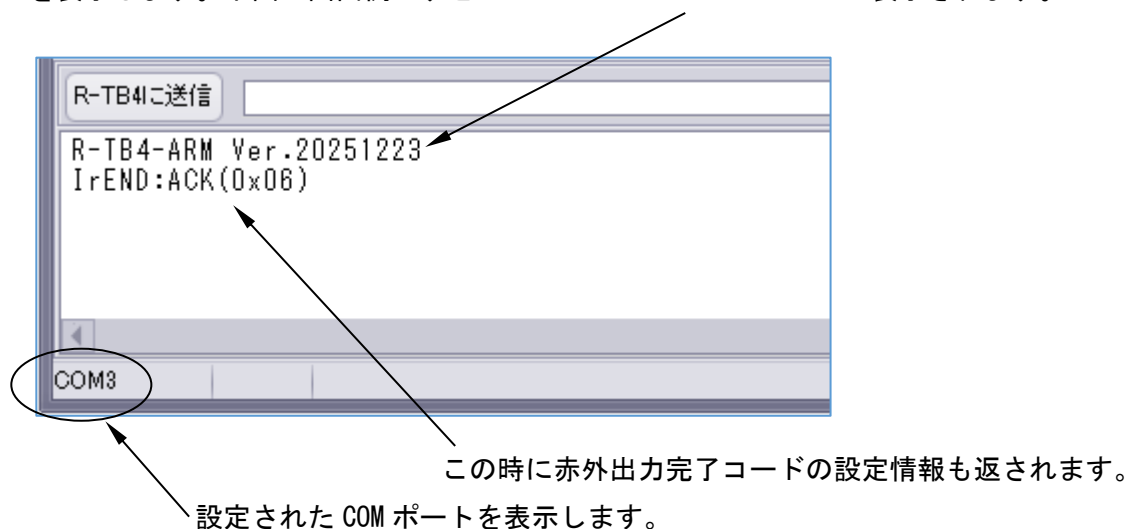 R-TB4に送信
R-TB4-ARM Ver.20251223
IrEND:ACK(0x06)
COM3
この時に赤外出力完了コードの設定情報も返されます。
設定された COM ポートを表示します。